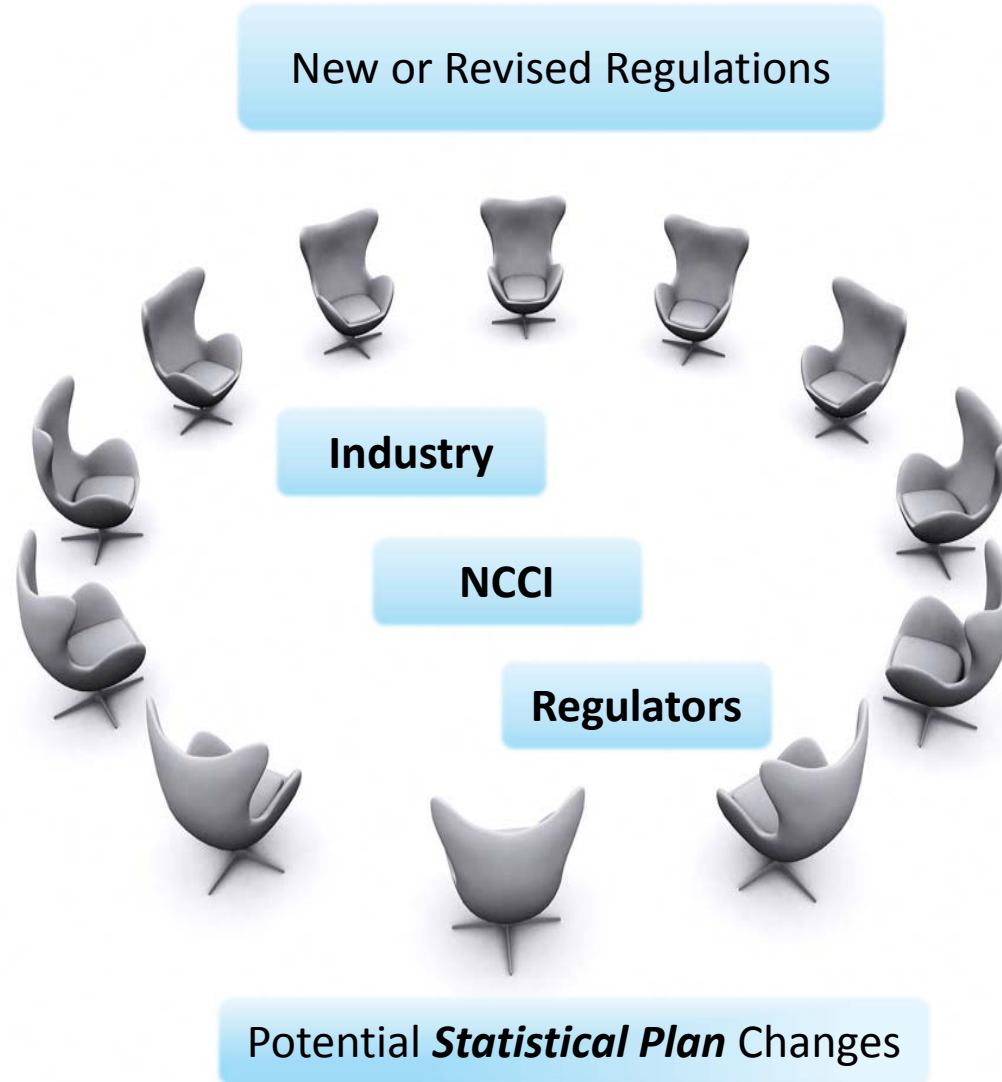 New or Revised Regulations
Industry
NCCI
Regulators
Potential Statistical Plan Changes